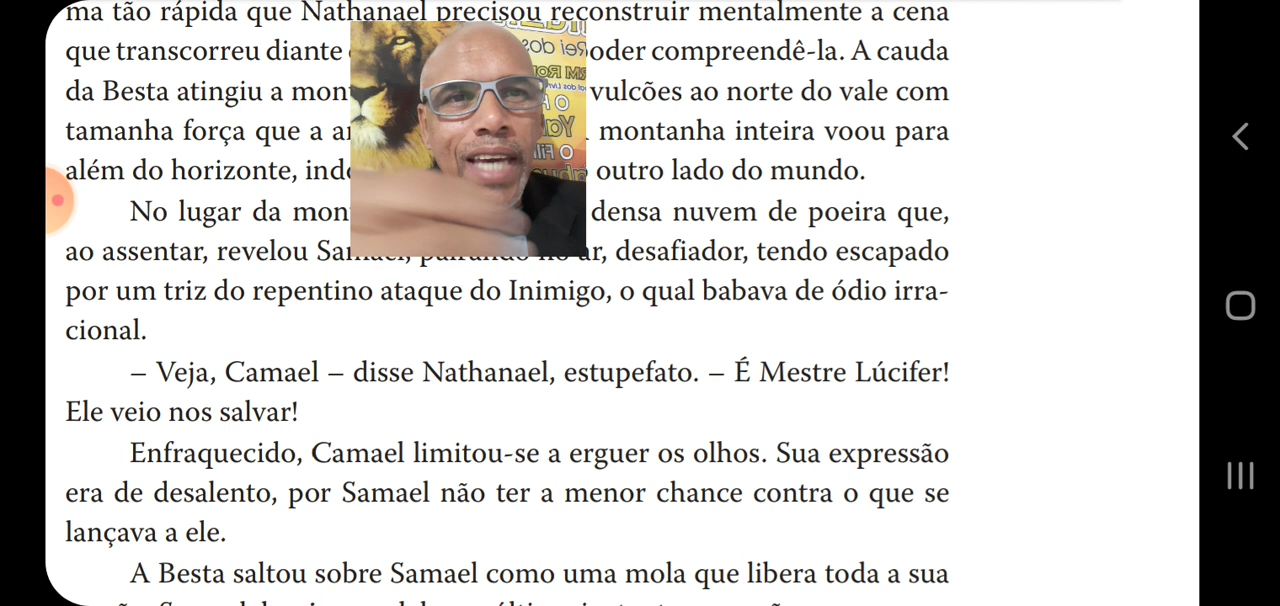 ma tão rápida que Nathanael precisou reconstruir mentalmente a cena
que transcorreu diante oder compreendê-la. A cauda
da Besta atingiu a mon vulcões ao norte do vale com
tamanha força que a montanha inteira voou para
além do horizonte, indo outro lado do mundo.
No lugar da mon densa nuvem de poeira que,
ao assentar, revelou Samael, pairando no ar, desafiador, tendo escapado
por um triz do repentino ataque do Inimigo, o qual babava de ódio irra-
cional.
– Veja, Camael – disse Nathanael, estupefato. – É Mestre Lúcifer!
Ele veio nos salvar!
Enfraquecido, Camael limitou-se a erguer os olhos. Sua expressão
era de desalento, por Samael não ter a menor chance contra o que se
lançava a ele.
A Besta saltou sobre Samael como uma mola que libera toda a sua